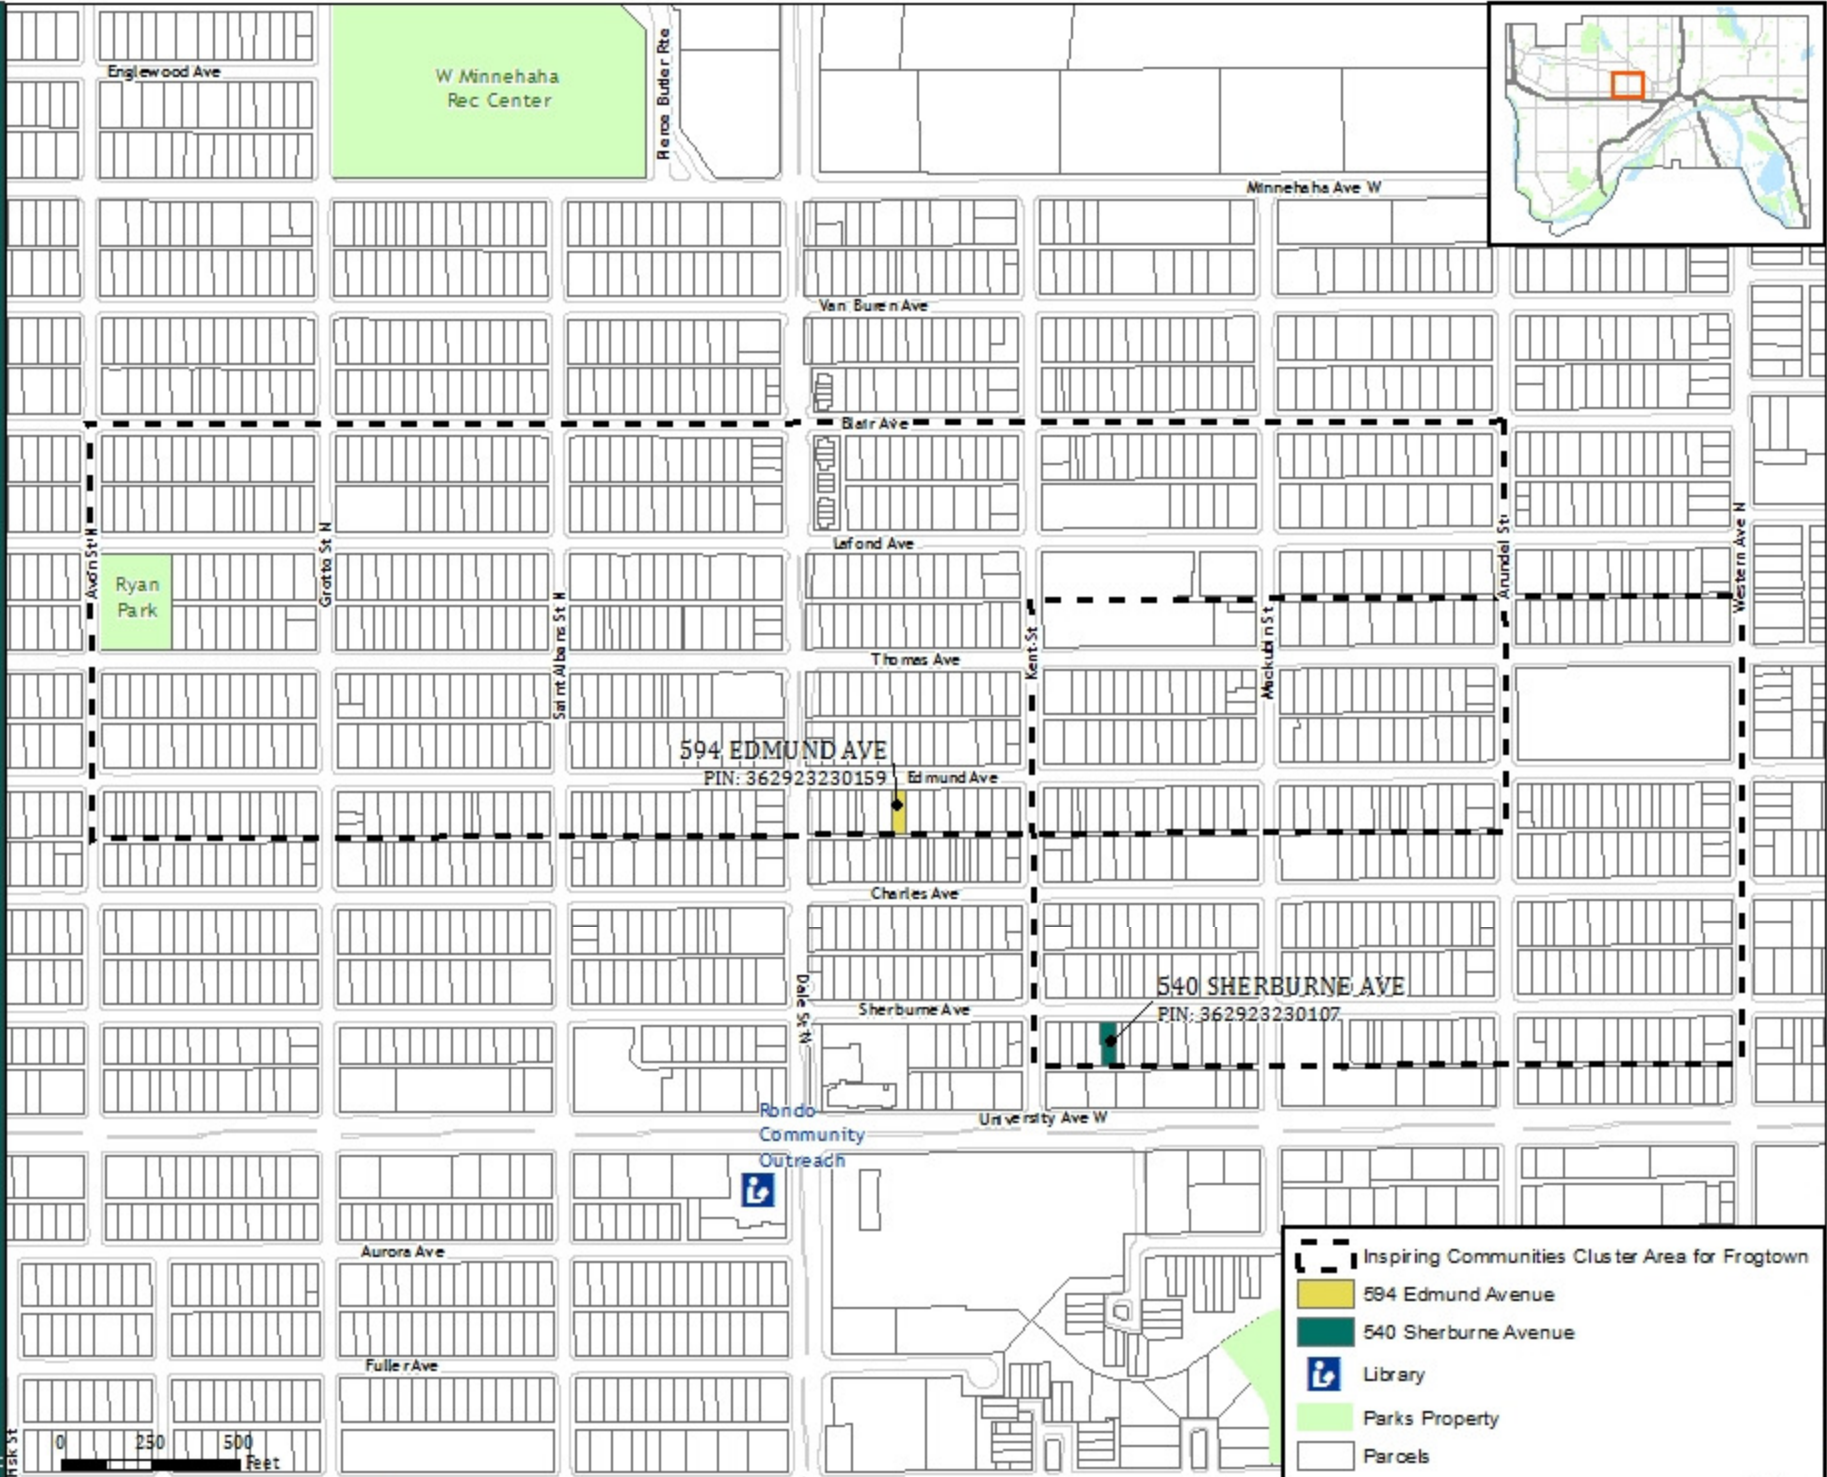 Englewood Ave
W Minnehaha
Rec Center
Pierce Butler Rte
Minnehaha Ave W
Van Buren Ave
Blair Ave
Avon St N
Grotto St N
Lafond Ave
Arundel St
Western Ave N
Ryan
Park
Saint Albans St N
Kent St
Mackubin St
Thomas Ave
594 EDMUND AVE
PIN: 362923230159
Edmund Ave
Charles Ave
Dale St N
Sherburne Ave
540 SHERBURNE AVE
PIN: 362923230107
University Ave W
Rondo
Community
Outreach
Aurora Ave
Fuller Ave
0 250 500
Feet
Inspiring Communities Cluster Area for Frogtown
594 Edmund Avenue
540 Sherburne Avenue
Library
Parks Property
Parcels